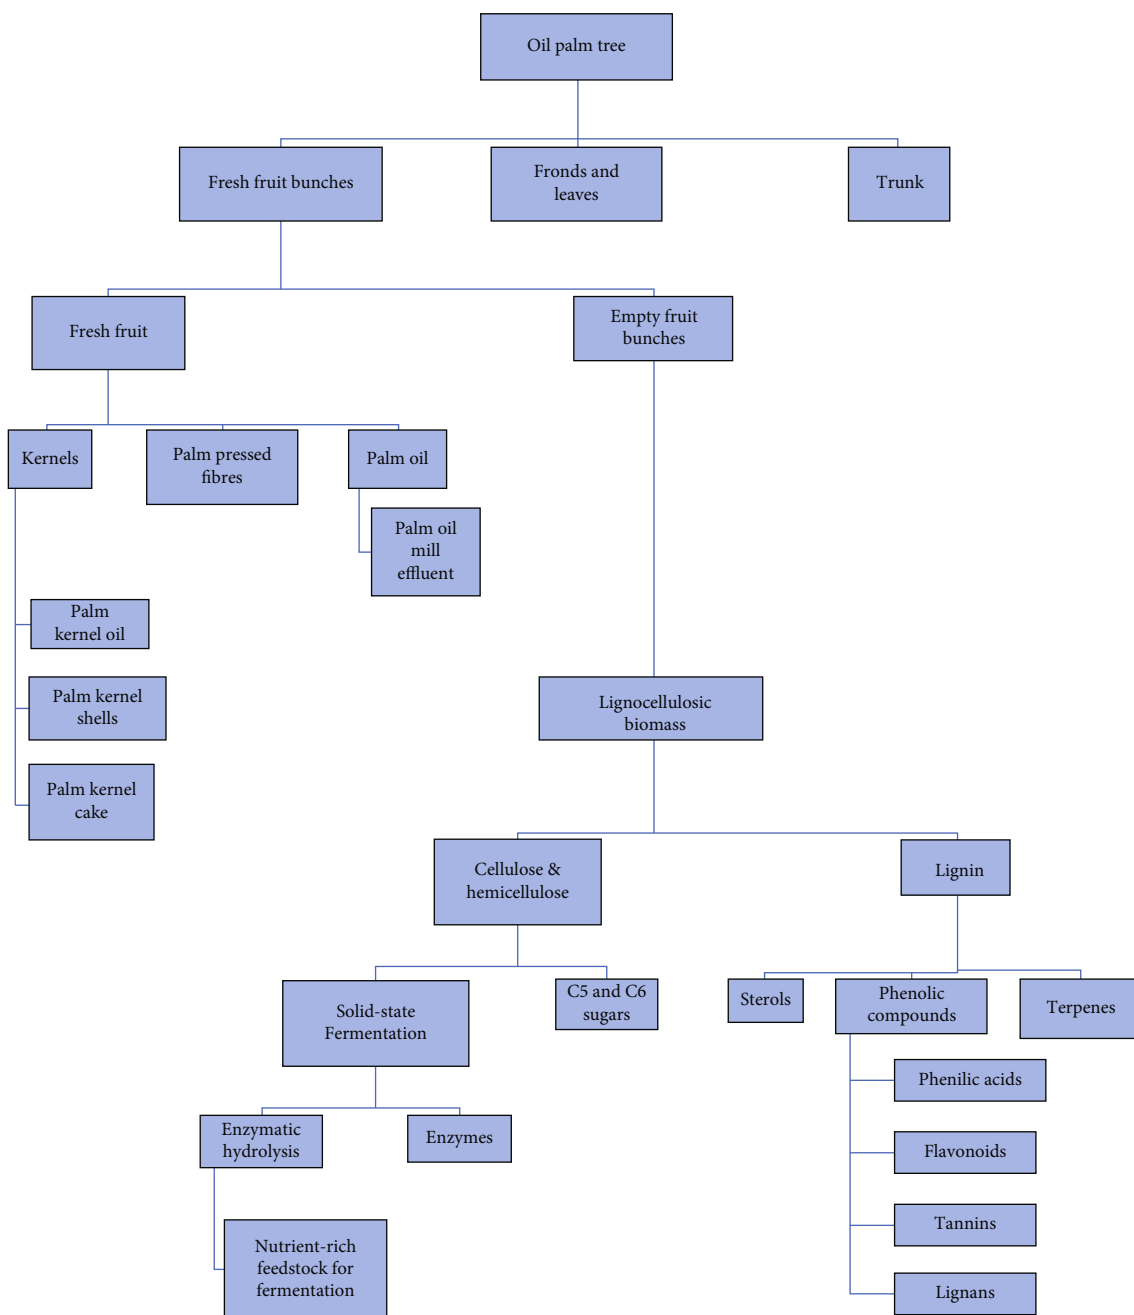 Oil palm tree
Fresh fruit bunches
Fronds and
leaves
Trunk
Fresh fruit
Empty fruit
bunches
Kernels
Palm pressed
fibres
Palm oil
Palm oil
mill
effluent
Palm
kernel oil
Palm kernel
shells
Palm kernel
cake
Lignocellulosic
biomass
Cellulose &
hemicellulose
Lignin
Solid-state
Fermentation
C5 and C6
sugars
Sterols
Phenolic
compounds
Terpenes
Enzymatic
hydrolysis
Enzymes
Nutrient-rich
feedstock for
fermentation
Phenilic acids
Flavonoids
Tannins
Lignans